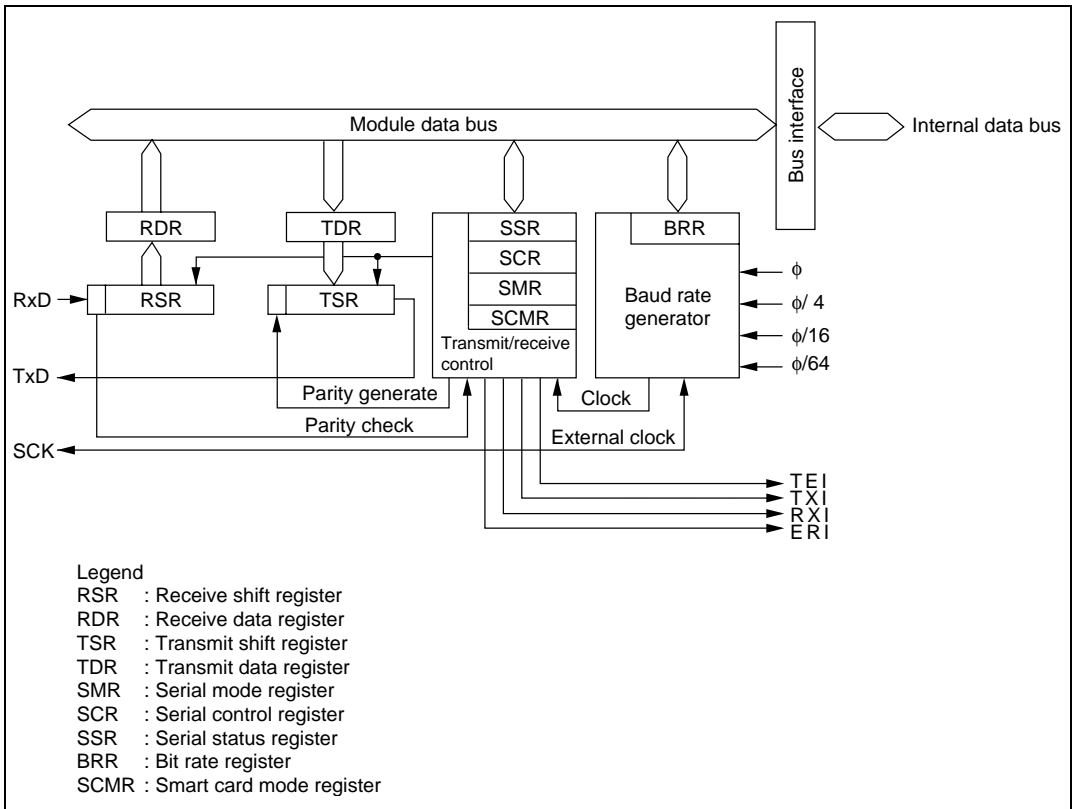 Bus interface
Module data bus
Internal data bus
RDR
TDR
SSR
BRR
SCR
SMR
SCMR
Transmit/receive
control
Baud rate
generator
RxD
RSR
TSR
ϕ
ϕ/ 4
ϕ/16
ϕ/64
TxD
Parity generate
Clock
Parity check
External clock
SCK
TEI
TXI
RXI
ERI
Legend
RSR : Receive shift register
RDR : Receive data register
TSR : Transmit shift register
TDR : Transmit data register
SMR : Serial mode register
SCR : Serial control register
SSR : Serial status register
BRR : Bit rate register
SCMR : Smart card mode register